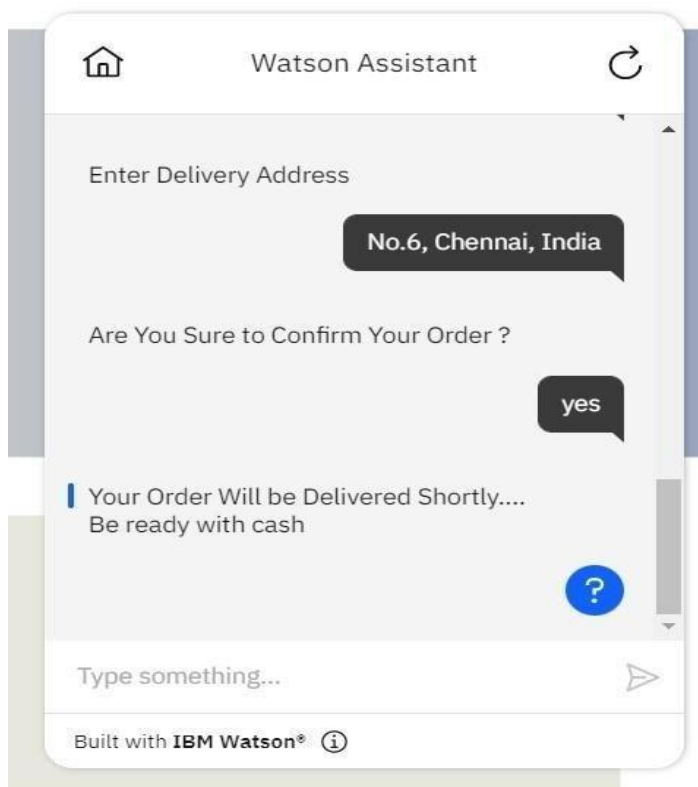 Watson Assistant
Enter Delivery Address
No.6, Chennai, India
Are You Sure to Confirm Your Order ?
yes
Your Order Will be Delivered Shortly....
Be ready with cash
?
Type something...
Built with IBM Watson®